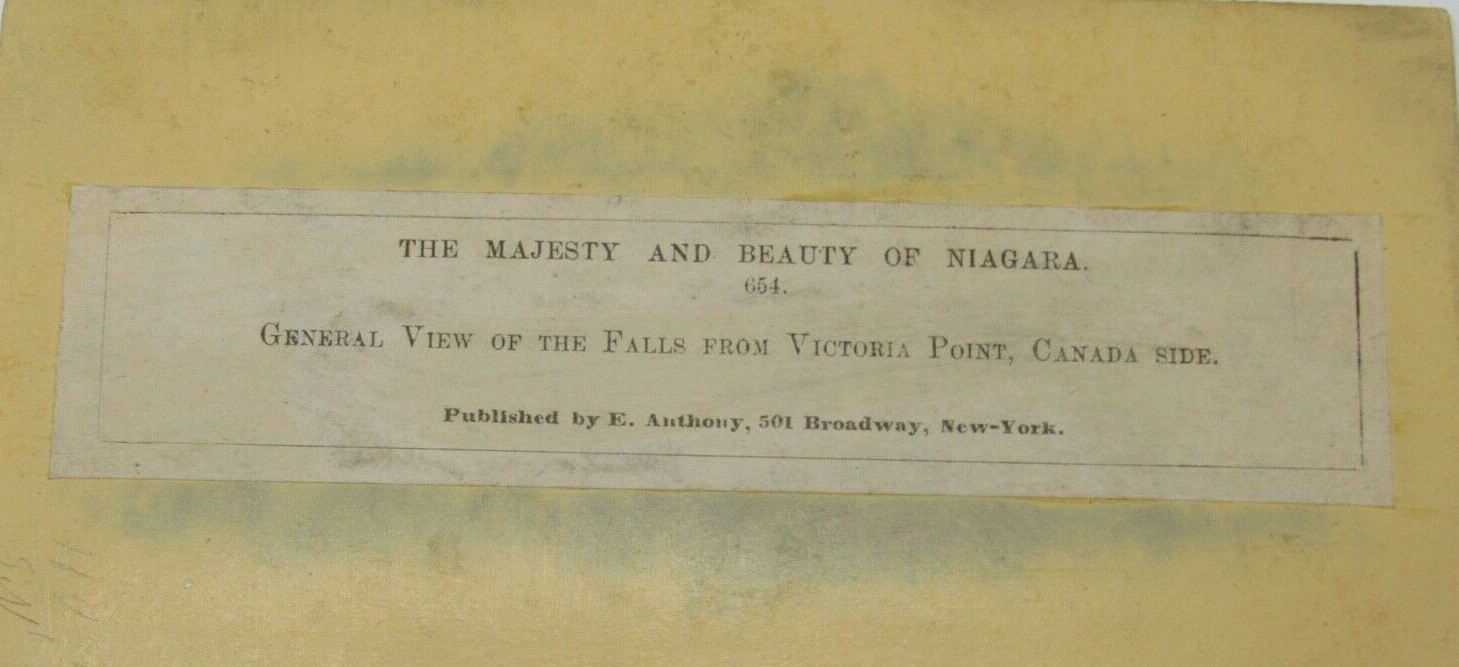 THE MAJESTY AND BEAUTY OF NIAGARA.
654.
GENERAL VIEW OF THE FALLS FROM VICTORIA POINT, CANADA SIDE.
Published by E. Anthony, 501 Broadway, New-York.